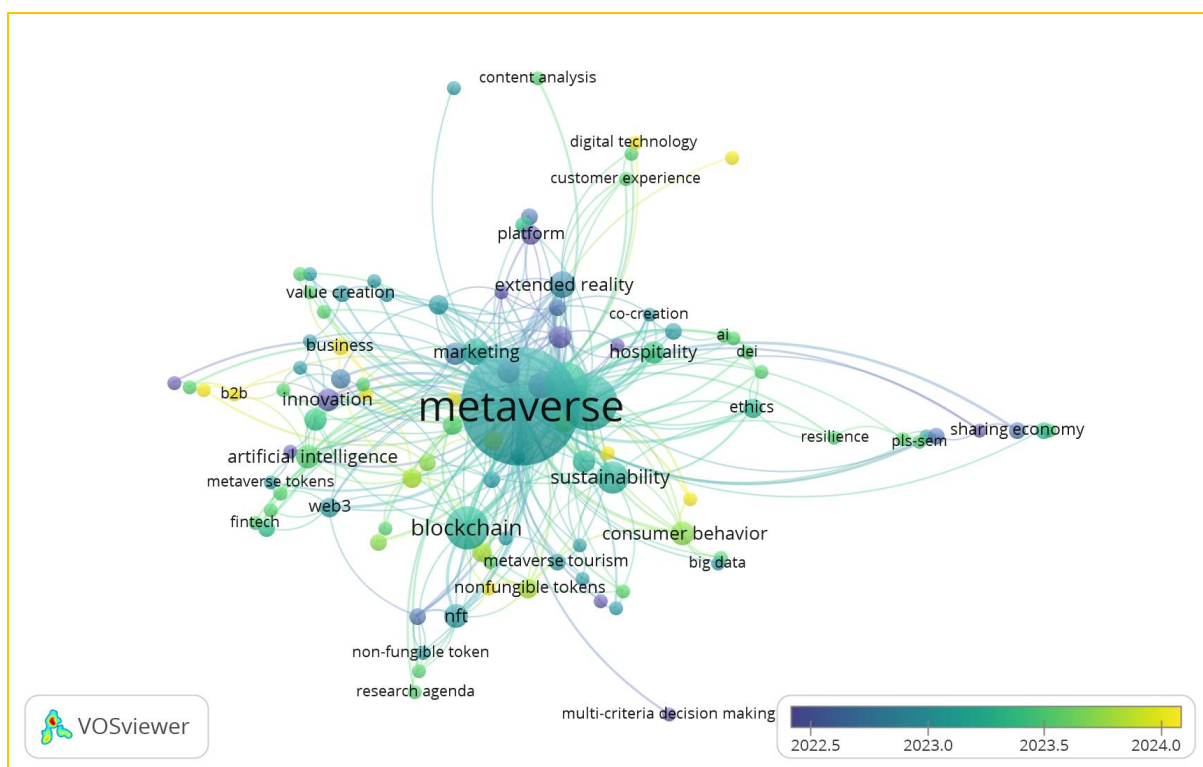 content analysis
digital technology
customer experience
platform
extended reality
value creation
co-creation
business
marketing
hospitality
ai
dei
b2b
innovation
metaverse
ethics
resilience
pls-sem
sharing economy
artificial intelligence
metaverse tokens
sustainability
web3
fintech
blockchain
consumer behavior
metaverse tourism
big data
nonfungible tokens
nft
non-fungible token
research agenda
multi-criteria decision making
VOSviewer
2022.5
2023.0
2023.5
2024.0